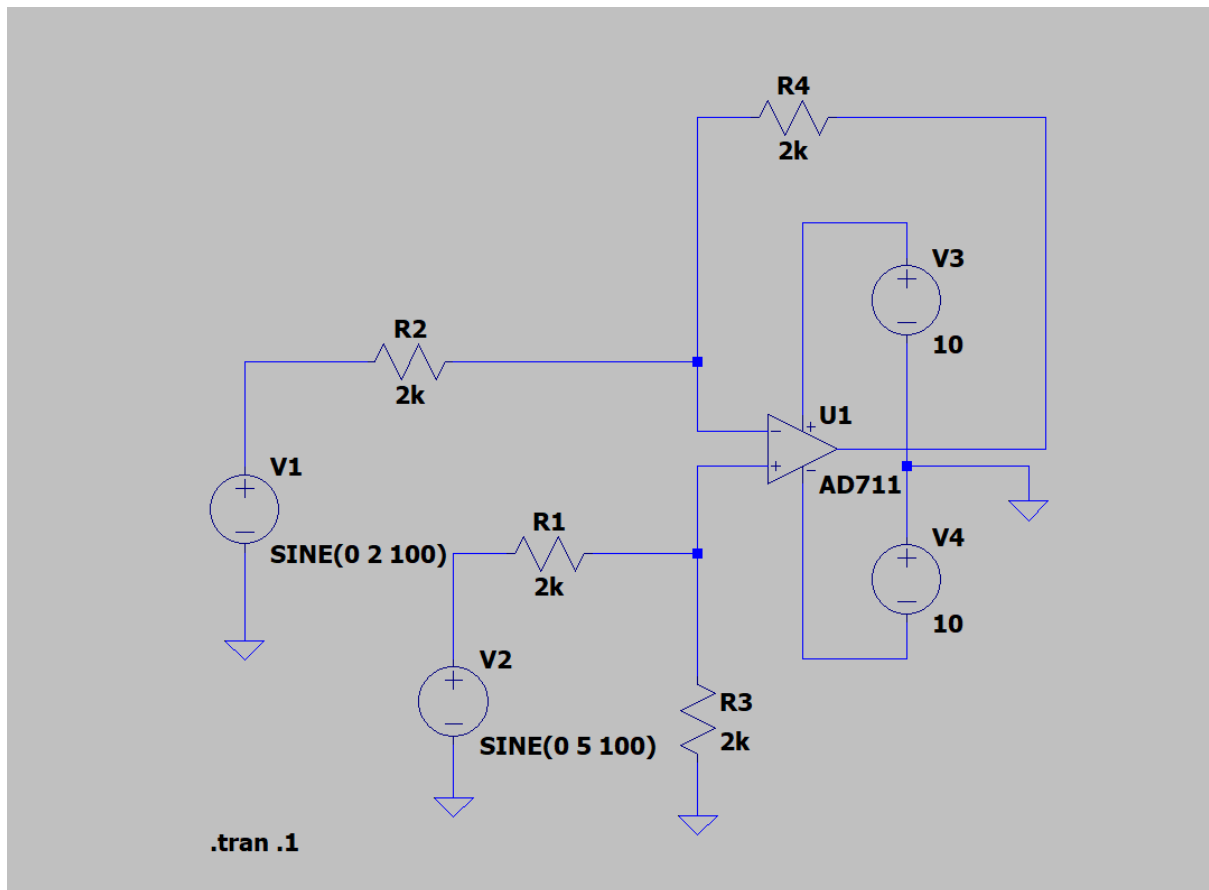 R4
2k
V3
10
R2
2k
U1
AD711
V1
SINE(0 2 100)
R1
2k
V4
10
V2
SINE(0 5 100)
R3
2k
.tran .1